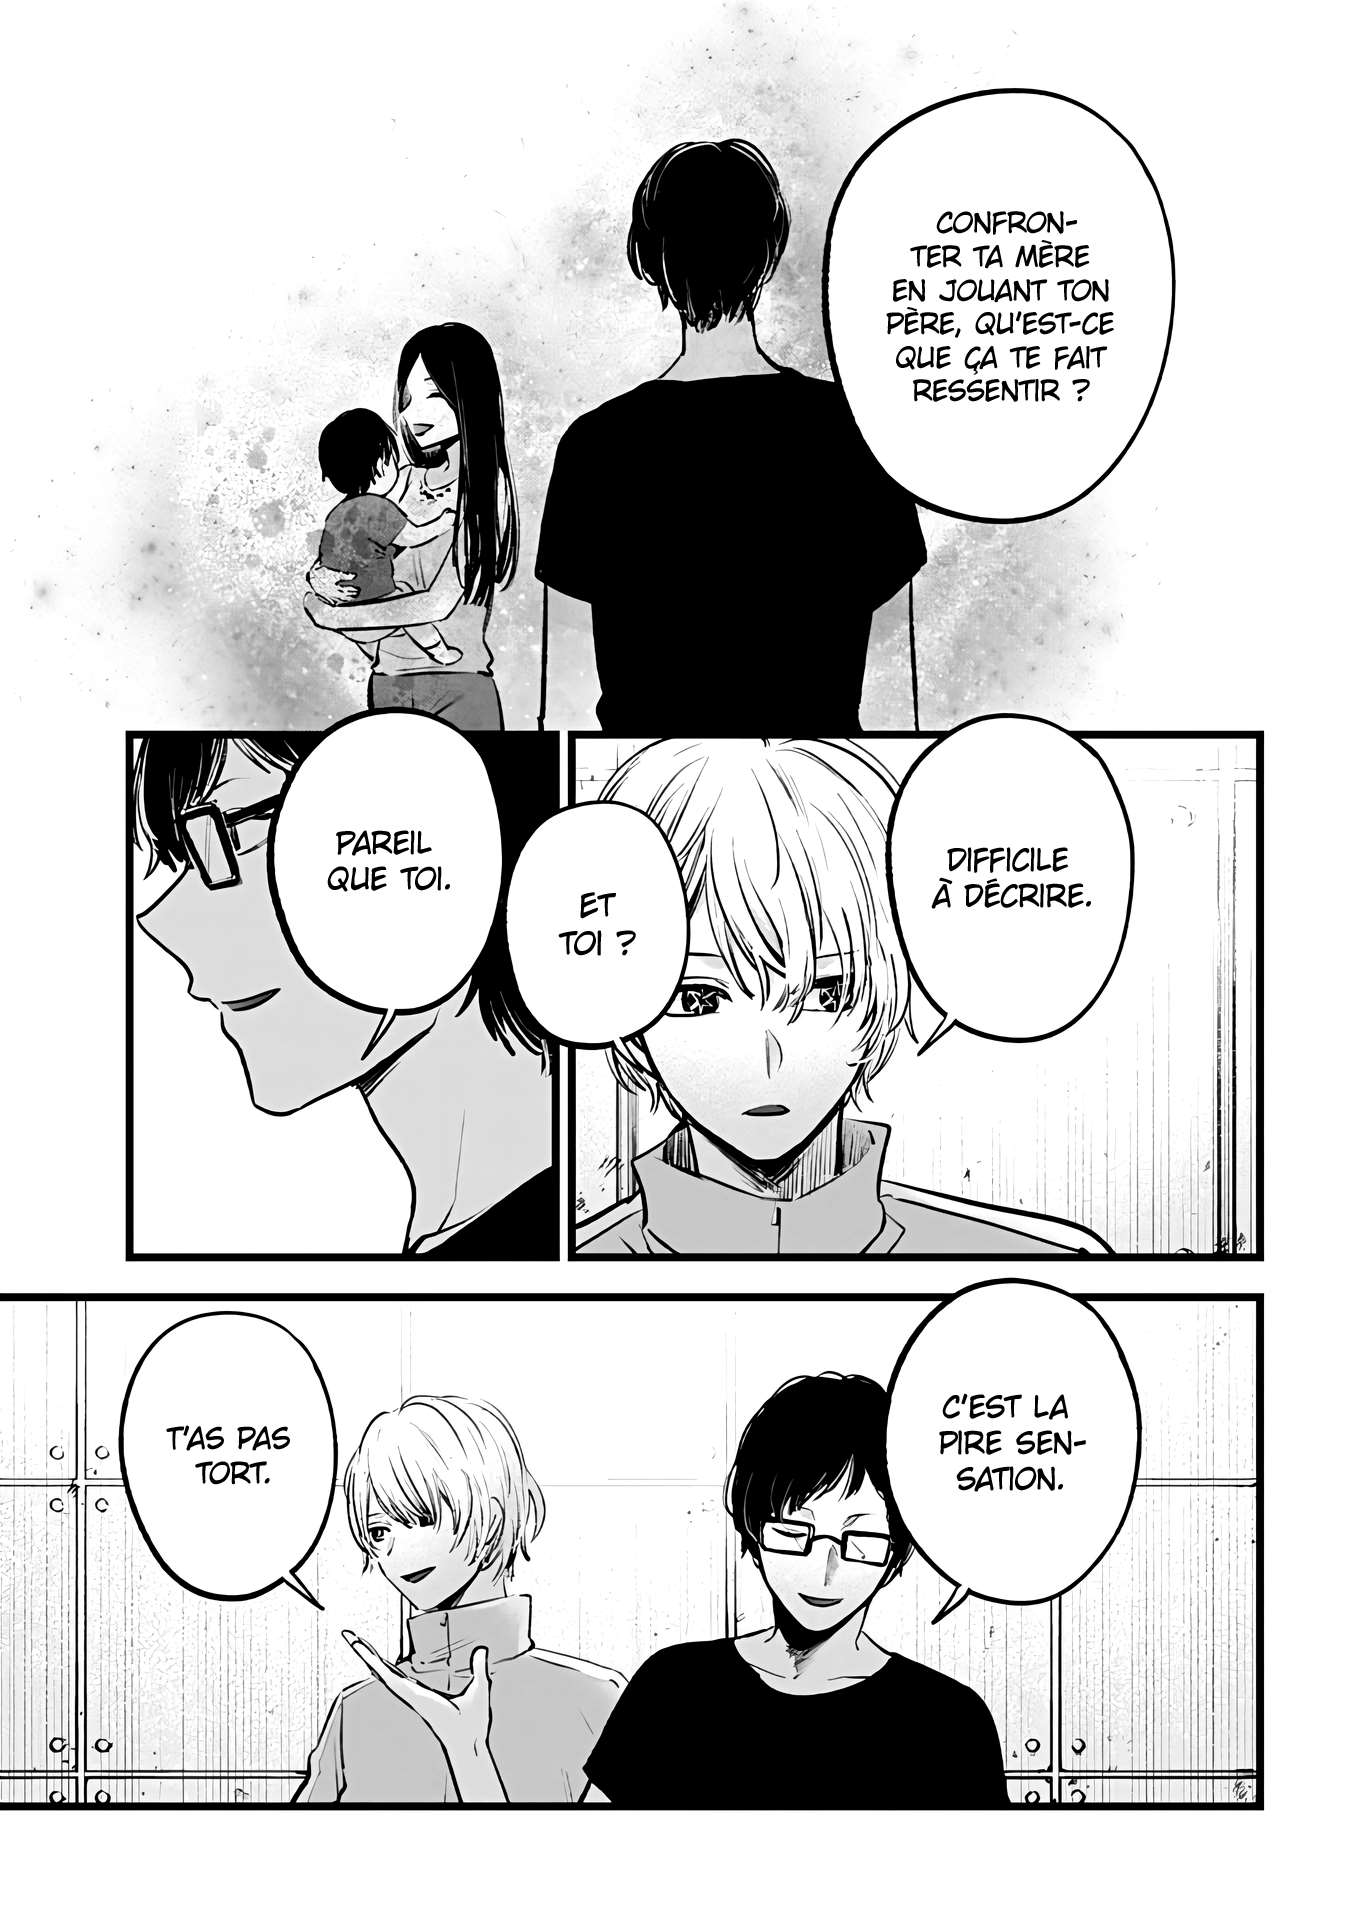 CONFRON-
TER TA MÈRE
EN JOUANT TON
PÈRE, QU'EST-CE
QUE ÇA TE FAIT
RESSENTIR ?
DIFFICILE
À DÉCRIRE.
ET
TOI ?
PAREIL
QUE TOI.
C'EST LA
PIRE SEN-
SATION.
T'AS PAS
TORT.